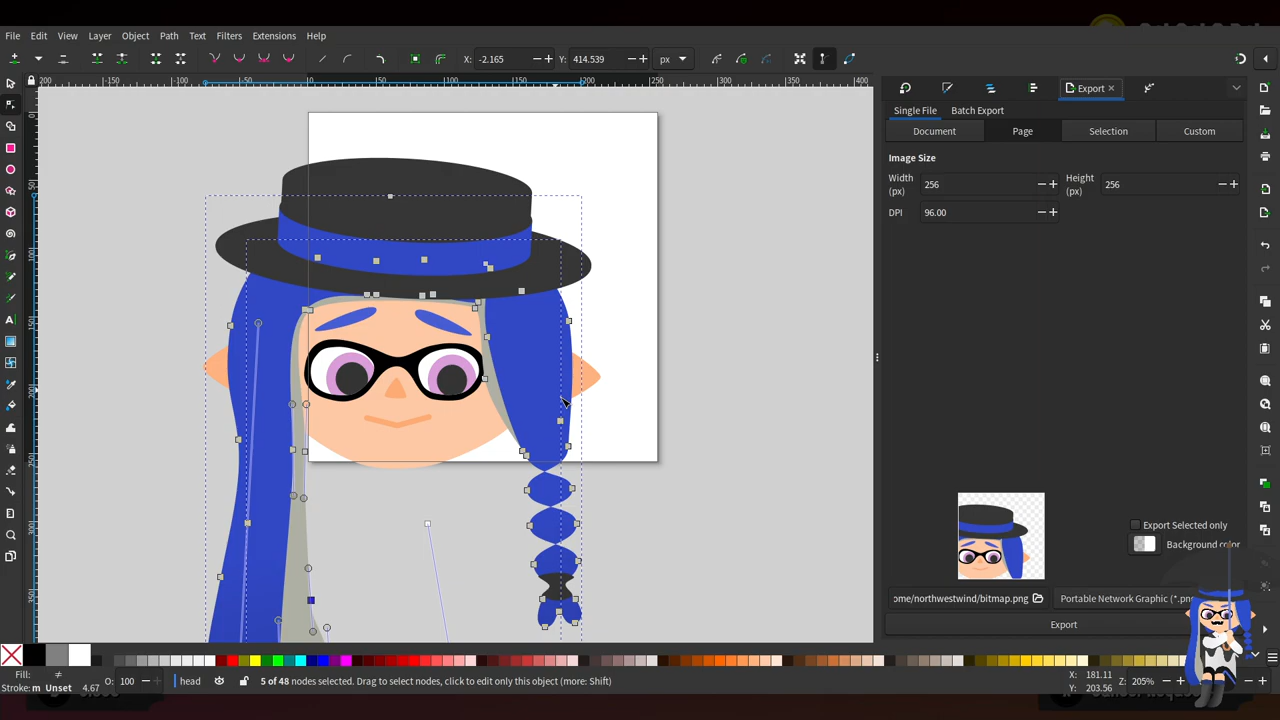 File Edit View Layer Object Path Text Filters Extensions Help
X: -2.165 Y: 414.539 px
Export
Single File Batch Export
Document Page Selection Custom
Image Size
Width (px) 256 Height (px) 256
DPI 96.00
Export Selected only
Background color
ome/northwestwind/bitmap.png Portable Network Graphic (*.pn
Export
Fill:
Stroke: m Unset 4.67 O: 100 head 5 of 48 nodes selected. Drag to select nodes, click to edit only this object (more: Shift) X: 181.11 Y: 203.56 Z: 205%